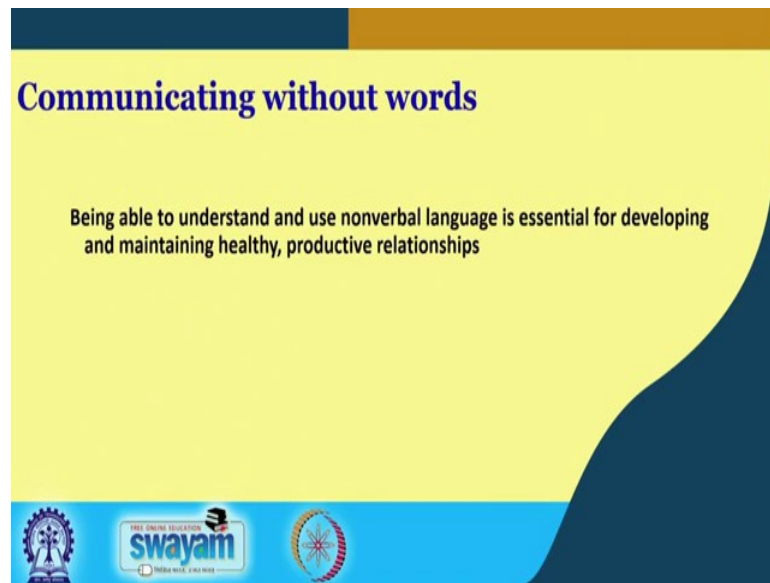 Communicating without words
Being able to understand and use nonverbal language is essential for developing
and maintaining healthy, productive relationships
FREE ONLINE EDUCATION
swayam